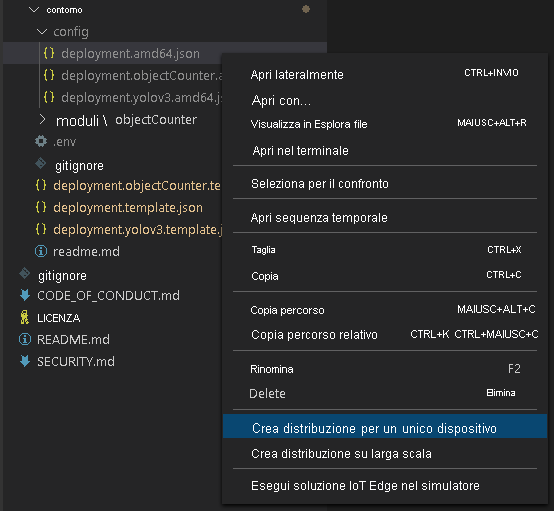 contorno
config
{} deployment.amd64.json
{} deployment.objectCounter.a
{} deployment.yolov3.amd64.j
moduli \ objectCounter
.env
gitignore
{} deployment.objectCounter.te
{} deployment.template.json
{} deployment.yolov3.template.j
readme.md
gitignore
CODE_OF_CONDUCT.md
LICENZA
README.md
SECURITY.md
Apri lateralmente CTRL+INVIO
Apri con...
Visualizza in Esplora file MAIUSC+ALT+R
Apri nel terminale
Seleziona per il confronto
Apri sequenza temporale
Taglia CTRL+X
Copia CTRL+C
Copia percorso MAIUSC+ALT+C
Copia percorso relativo CTRL+K CTRL+MAIUSC+C
Rinomina F2
Delete Elimina
Crea distribuzione per un unico dispositivo
Crea distribuzione su larga scala
Esegui soluzione IoT Edge nel simulatore